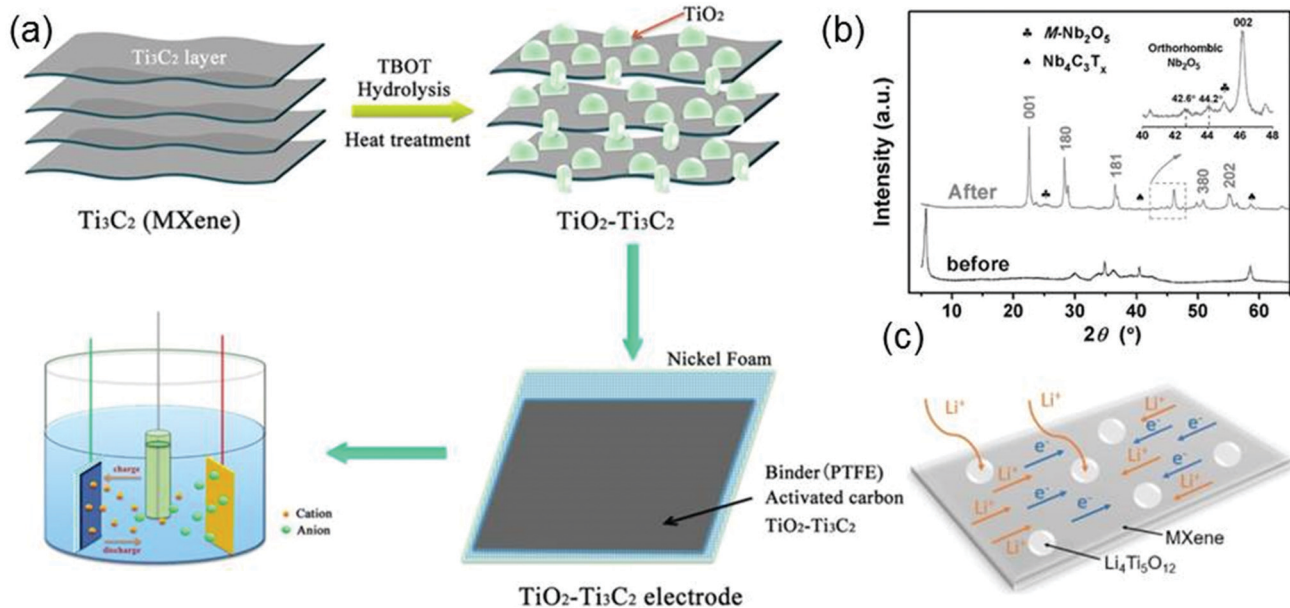 (a)
Ti₃C₂ layer
TBOT
Hydrolysis
Heat treatment
TiO₂
Ti₃C₂ (MXene)
TiO₂-Ti₃C₂
Nickel Foam
Binder (PTFE)
Activated carbon
TiO₂-Ti₃C₂
TiO₂-Ti₃C₂ electrode
charge
discharge
Cation
Anion
(b)
Intensity (a.u.)
♣ M-Nb₂O₅
♠ Nb₄C₃Tₓ
Orthorhombic
Nb₂O₅
002
42.6°
44.2°
♣
40 42 44 46 48
001
♣
180
181
♠
380
202
♠
After
before
10 20 30 40 50 60
2θ (°)
(c)
Li⁺ Li⁺
Li⁺
e⁻ e⁻
e⁻
Li⁺
Li⁺
e⁻
Li⁺
e⁻
Li⁺
e⁻
Li⁺
MXene
Li₄Ti₅O₁₂